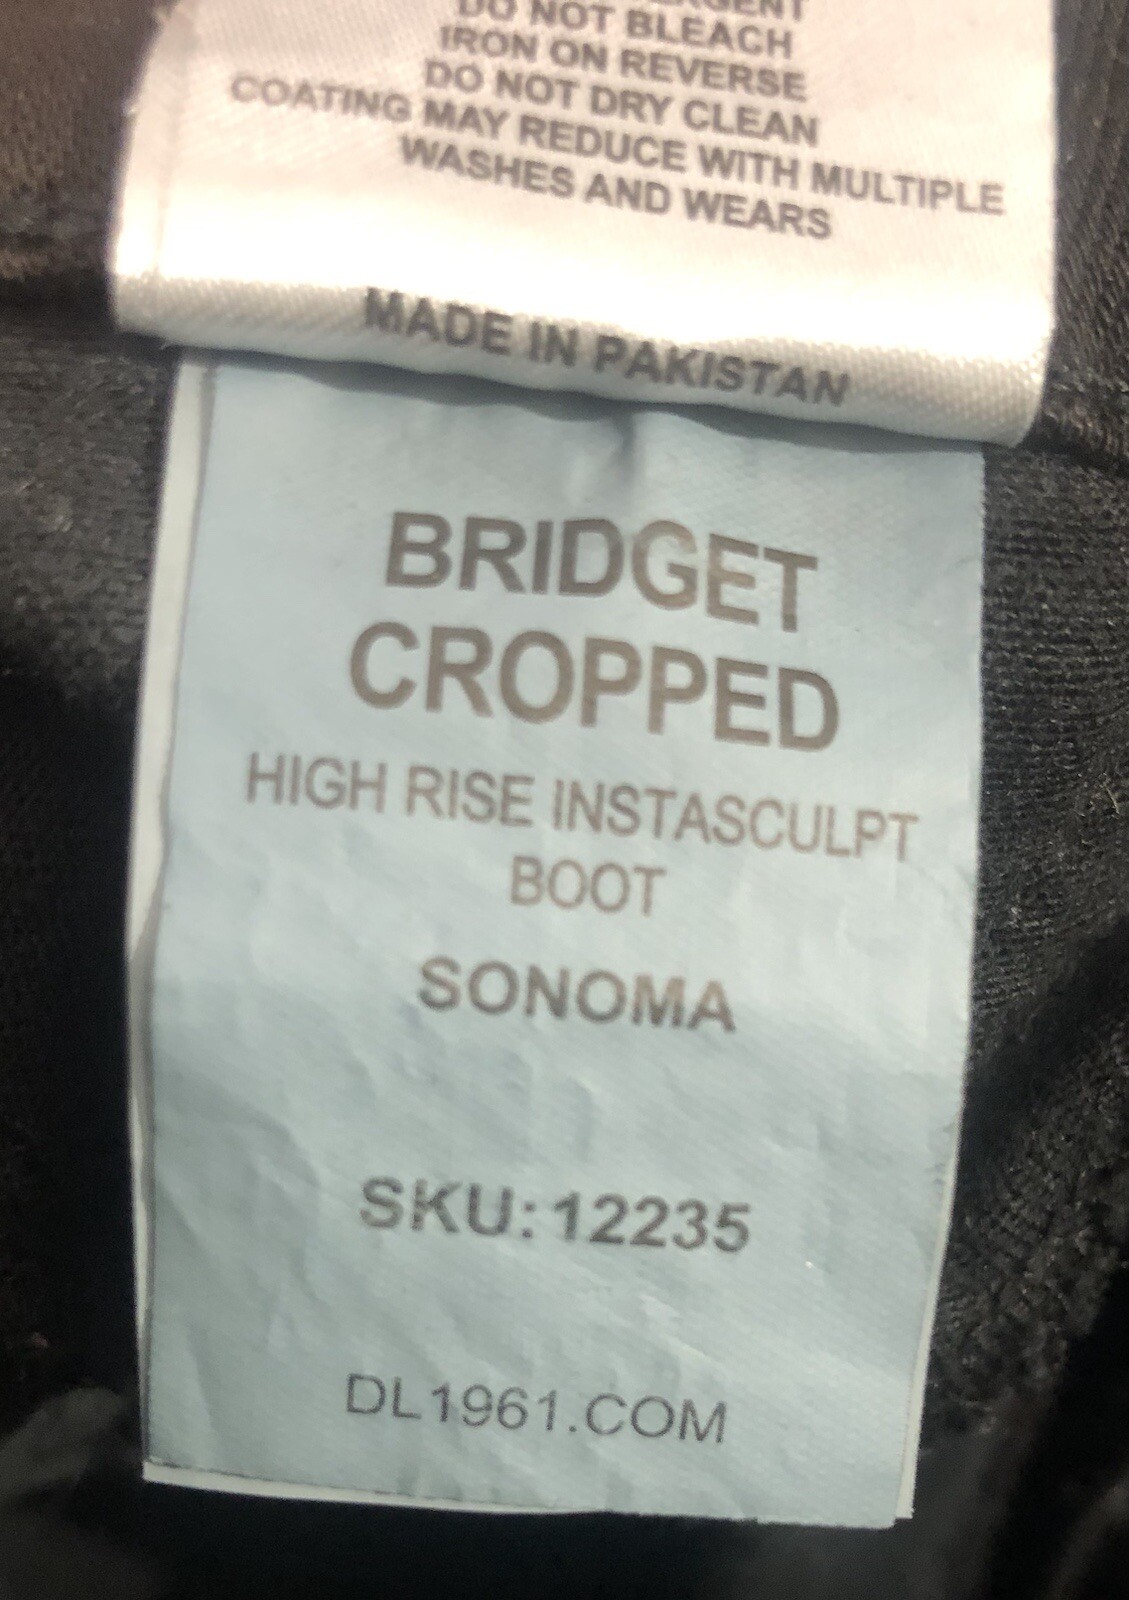 DO NOT BLEACH
IRON ON REVERSE
DO NOT DRY CLEAN
COATING MAY REDUCE WITH MULTIPLE
WASHES AND WEARS
MADE IN PAKISTAN
BRIDGET
CROPPED
HIGH RISE INSTASCULPT
BOOT
SONOMA
SKU: 12235
DL1961.COM